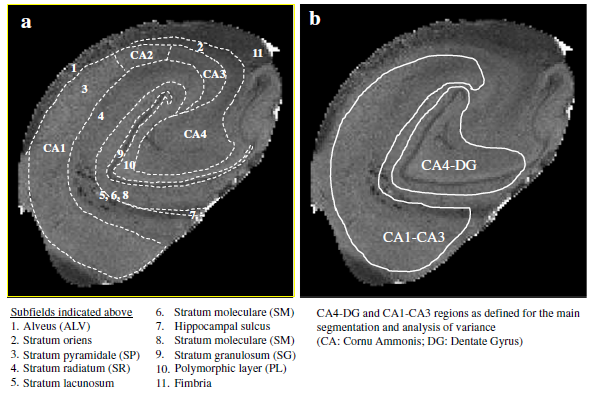 a
b
CA2
2
11
1
CA3
3
4
CA4
CA1
CA4-DG
9
10
5, 6, 8
7
CA1-CA3
Subfields indicated above
1. Alveus (ALV)
2. Stratum oriens
3. Stratum pyramidale (SP)
4. Stratum radiatum (SR)
5. Stratum lacunosum
6. Stratum moleculare (SM)
7. Hippocampal sulcus
8. Stratum moleculare (SM)
9. Stratum granulosum (SG)
10. Polymorphic layer (PL)
11. Fimbria
CA4-DG and CA1-CA3 regions as defined for the main
segmentation and analysis of variance
(CA: Cornu Ammonis; DG: Dentate Gyrus)